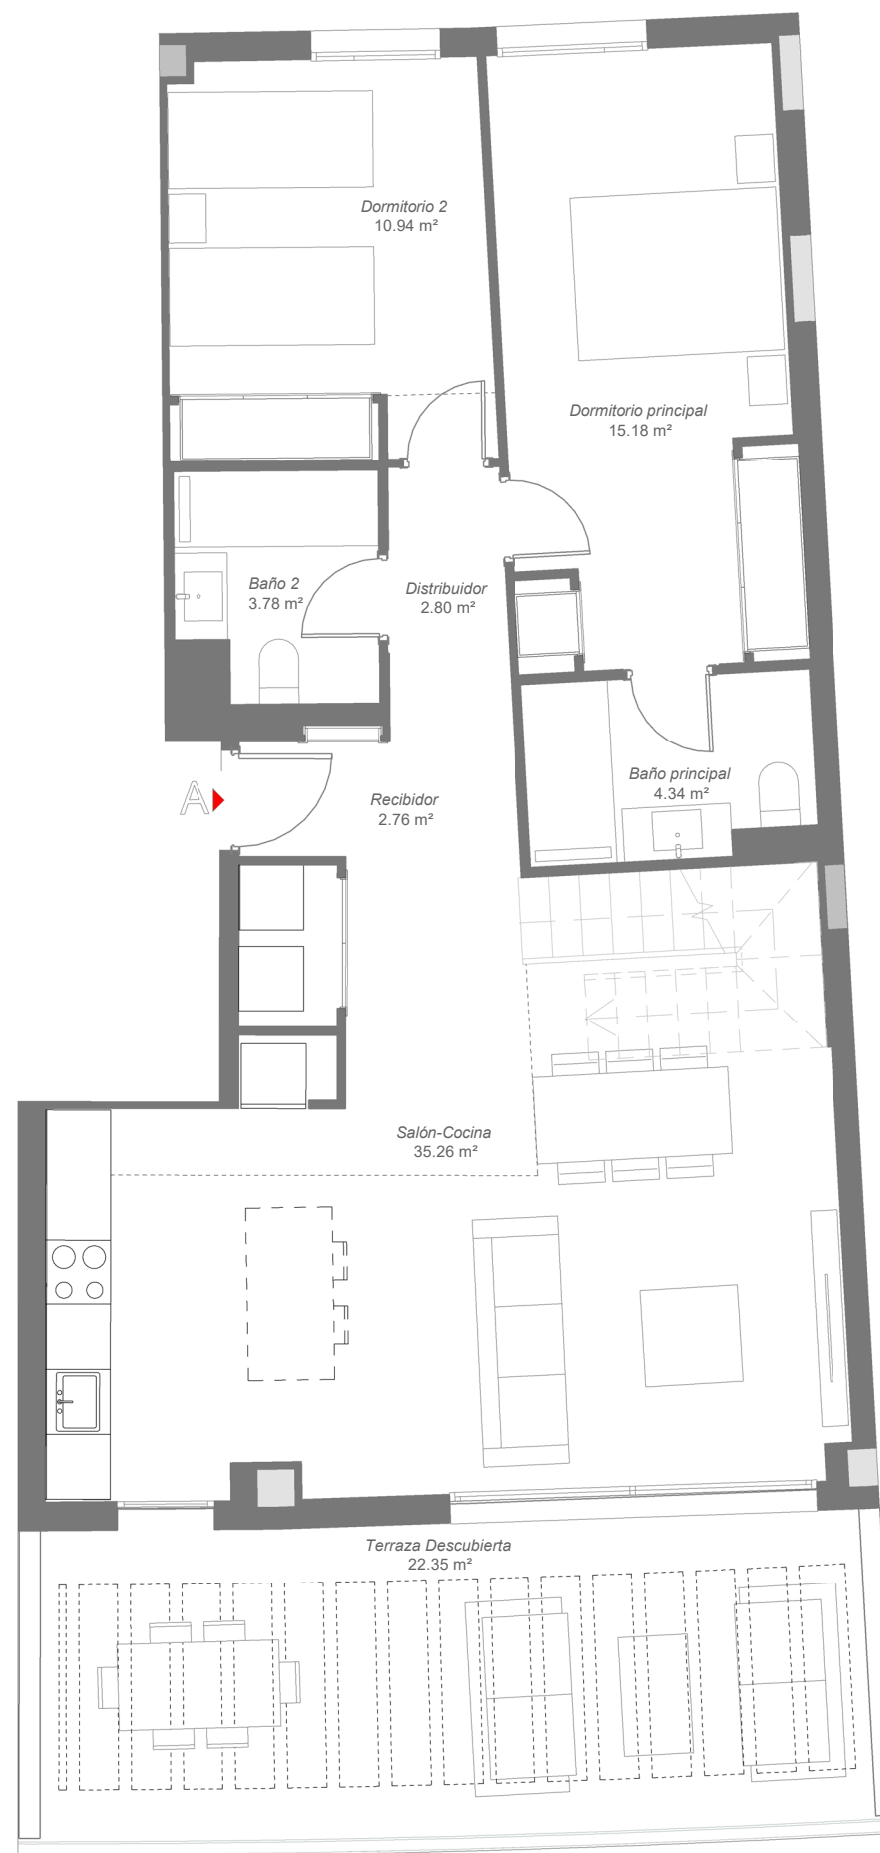 Dormitorio 2
10.94 m²
Dormitorio principal
15.18 m²
Baño 2
3.78 m²
Distribuidor
2.80 m²
Baño principal
4.34 m²
A
Recibidor
2.76 m²
Salón-Cocina
35.26 m²
Terraza Descubierta
22.35 m²